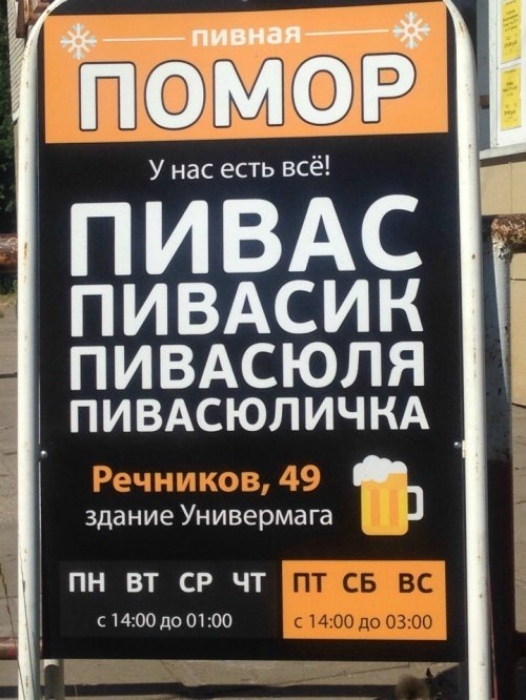 пивная
ПОМОР
У нас есть всё!
ПИВАС
ПИВАСИК
ПИВАСЮЛЯ
ПИВАСЮЛИЧКА
Речников, 49
здание Универмага
ПН ВТ СР ЧТ
с 14:00 до 01:00
ПТ СБ ВС
с 14:00 до 03:00